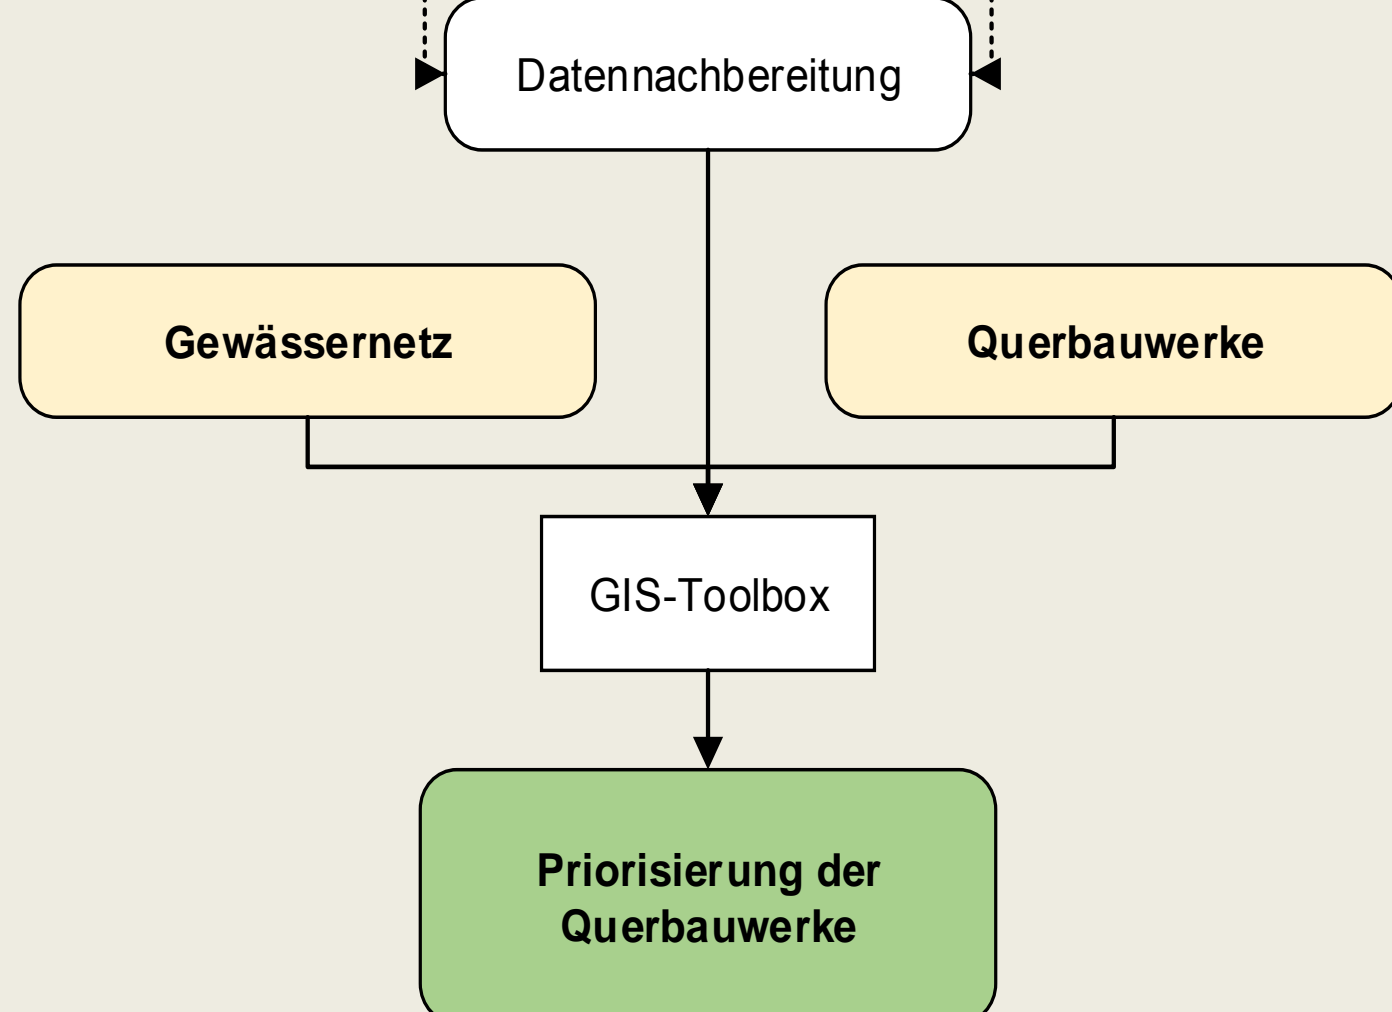 Datennachbereitung
Gewässernetz
Querbauwerke
GIS-Toolbox
Priorisierung der
Querbauwerke